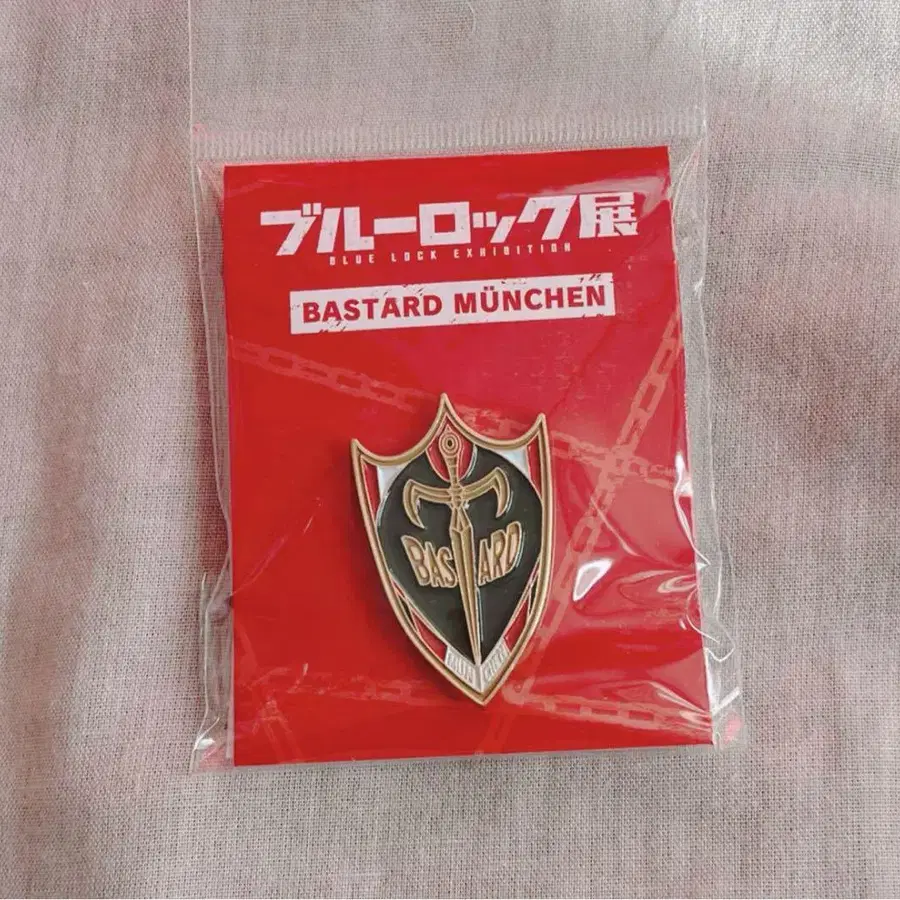 ブルーロック展
BLUE LOCK EXHIBITION
BASTARD MÜNCHEN
BASTARD